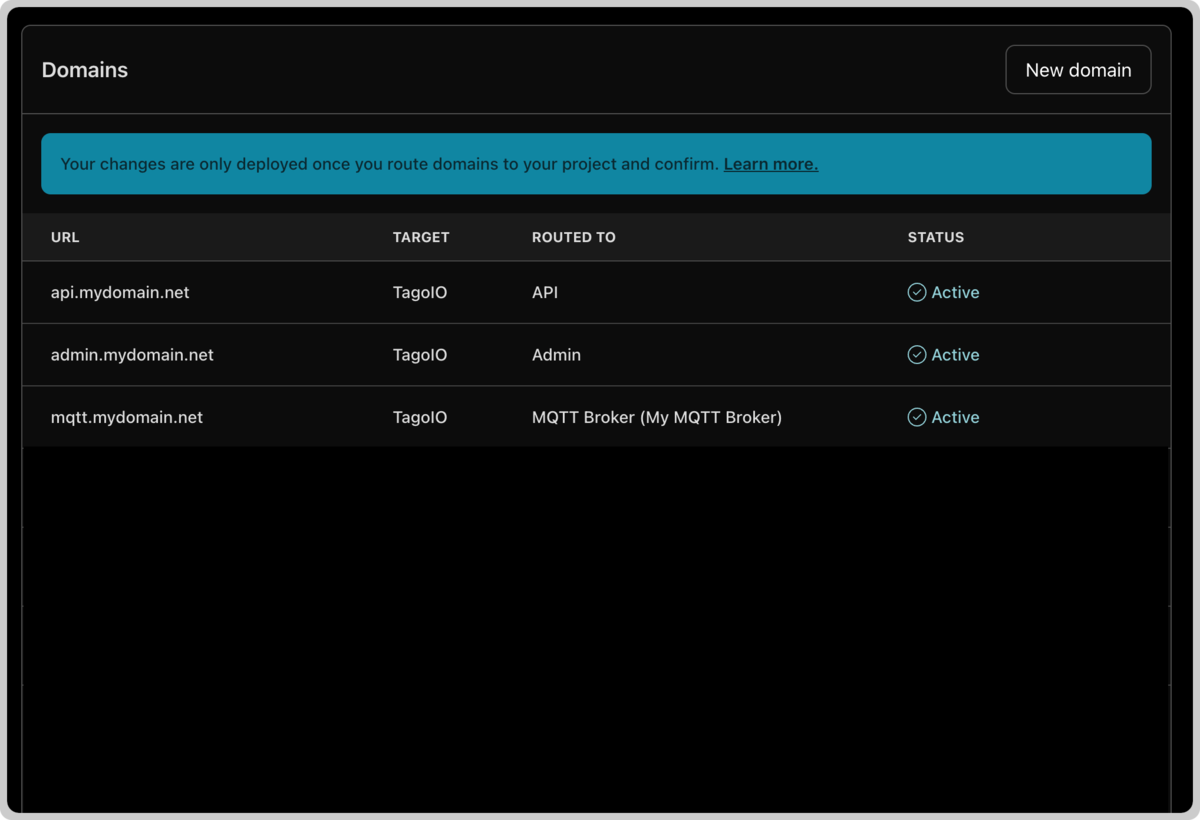 Domains
New domain
Your changes are only deployed once you route domains to your project and confirm. Learn more.
URL TARGET ROUTED TO STATUS
api.mydomain.net TagoIO API Active
admin.mydomain.net TagoIO Admin Active
mqtt.mydomain.net TagoIO MQTT Broker (My MQTT Broker) Active